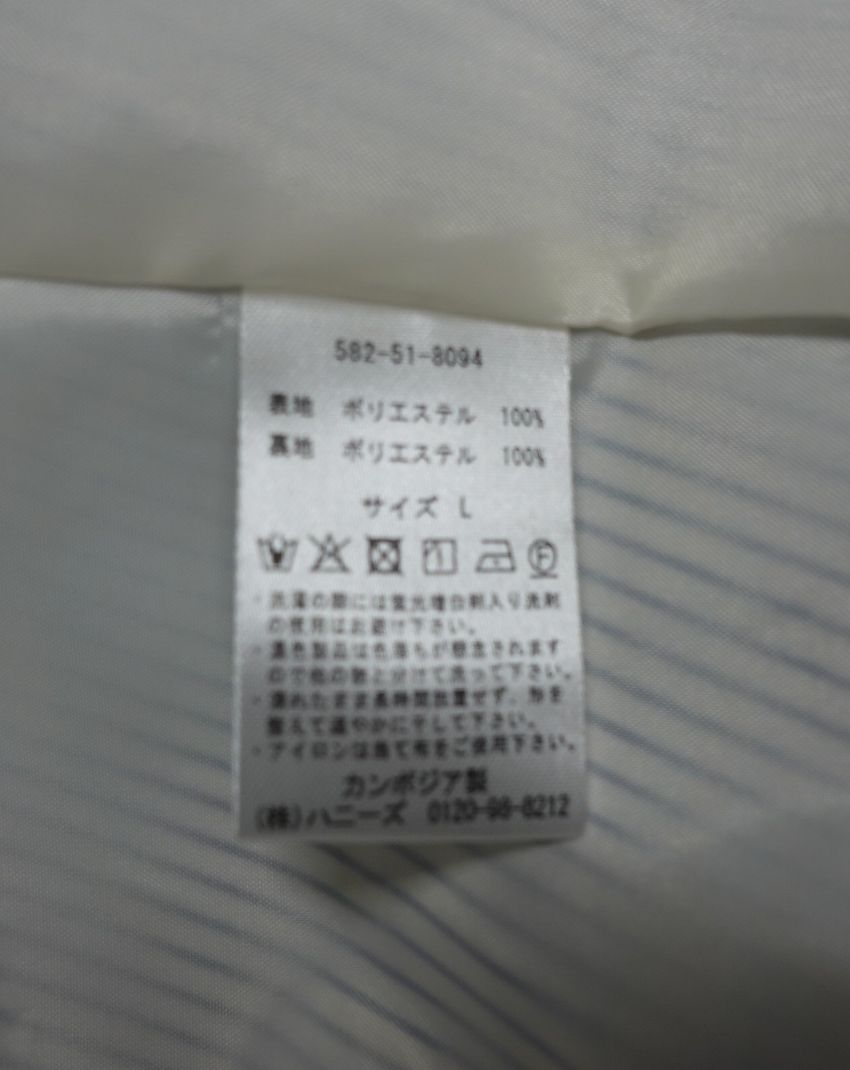 582-51-8094
表地 ポリエステル 100%
裏地 ポリエステル 100%
サイズ L
・洗濯の際には蛍光増白剤入り洗剤
の使用はお避け下さい。
・濃色製品は色落ちが懸念されます
ので他の物と分けて洗って下さい。
・濡れたまま長時間放置せず、形を
整えて速やかに干して下さい。
・アイロンは当て布をご使用下さい。
カンボジア製
(株)ハニーズ 0120-98-8212